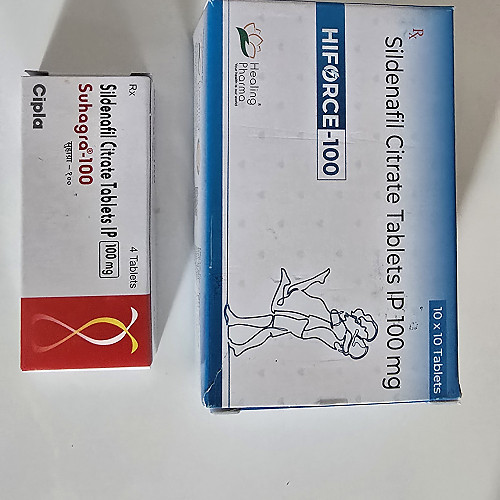 Rx
Sildenafil Citrate Tablets IP 100 mg
Suhagra®-100
सुहाग्रा - १००
4 Tablets
Cipla
Rx
Sildenafil Citrate Tablets IP 100 mg
HIFORCE-100
Healing
Pharma
10 x 10 Tablets